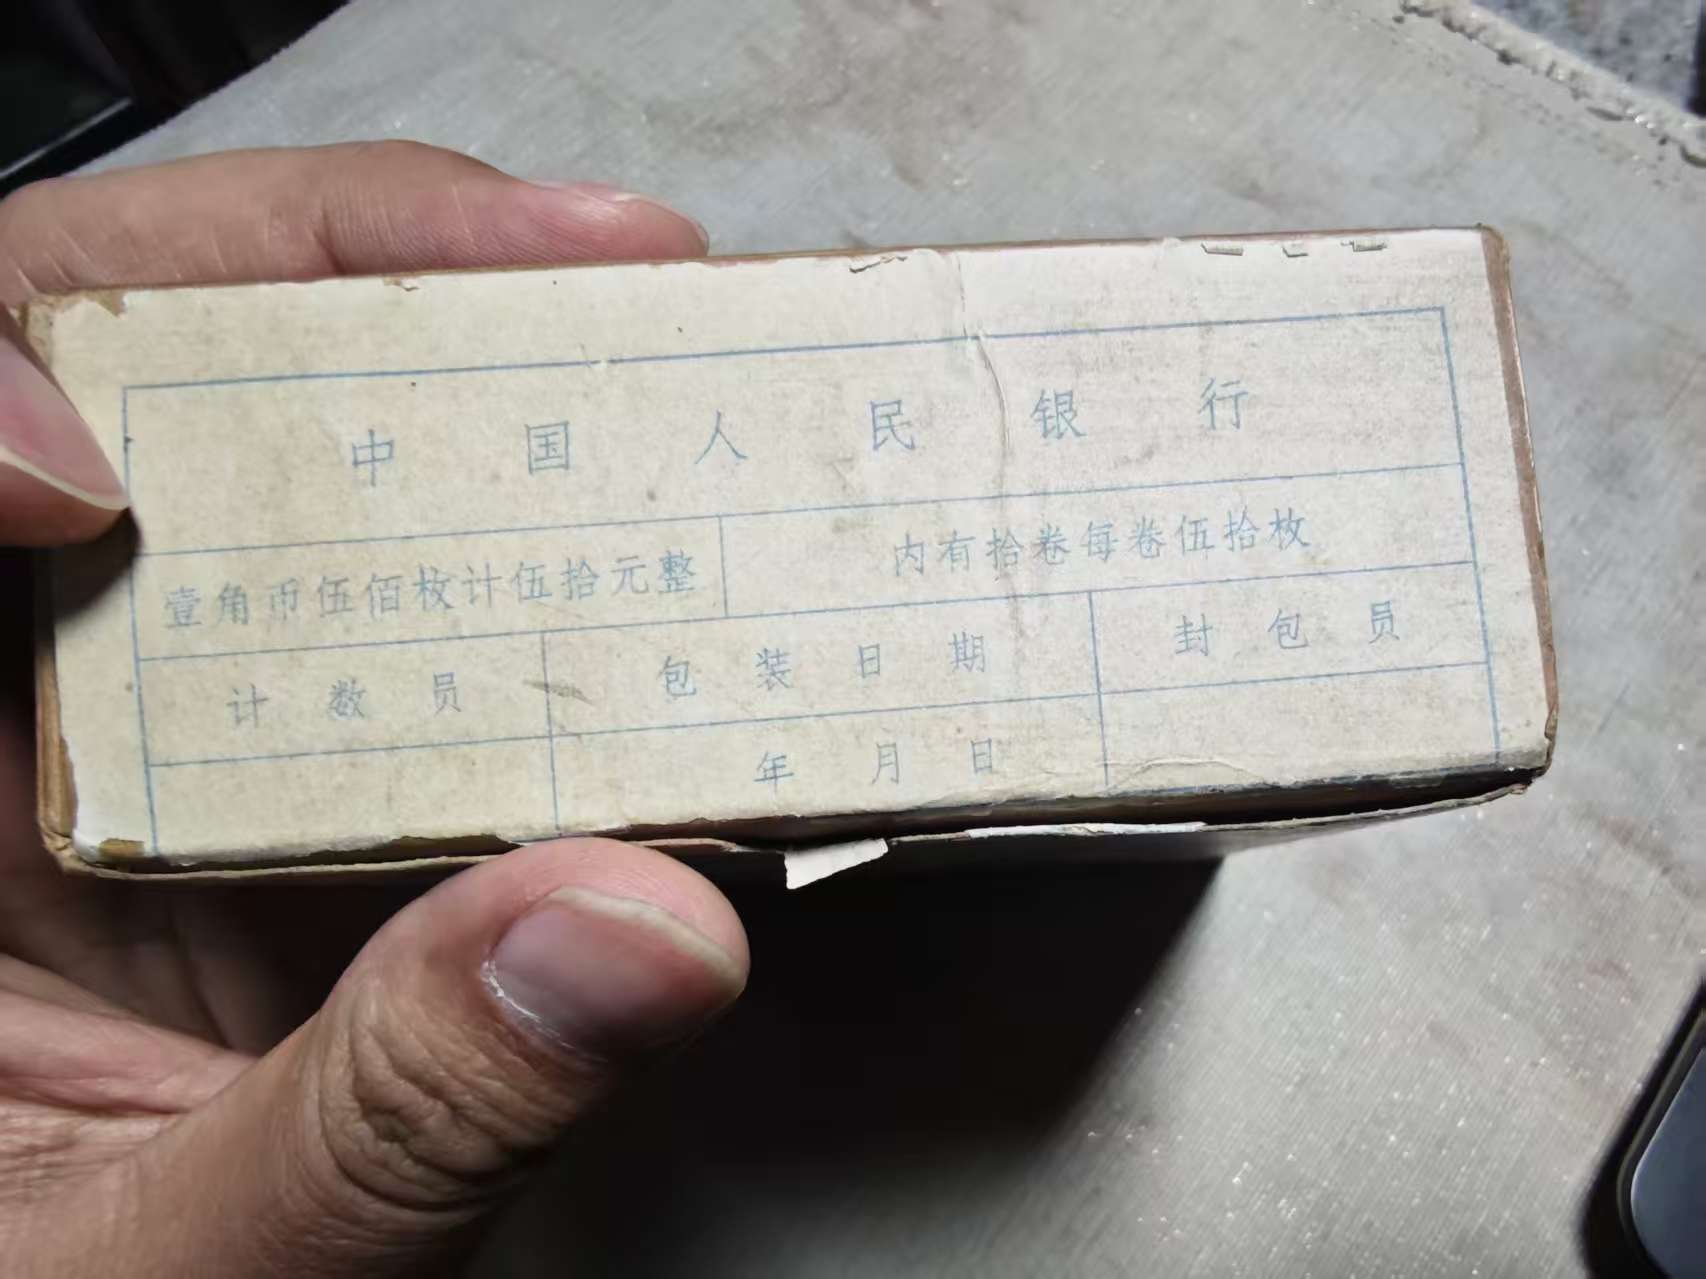 中国人民银行
壹角币伍佰枚计伍拾元整 内有拾卷每卷伍拾枚
计数员 包装日期 封包员
年月日